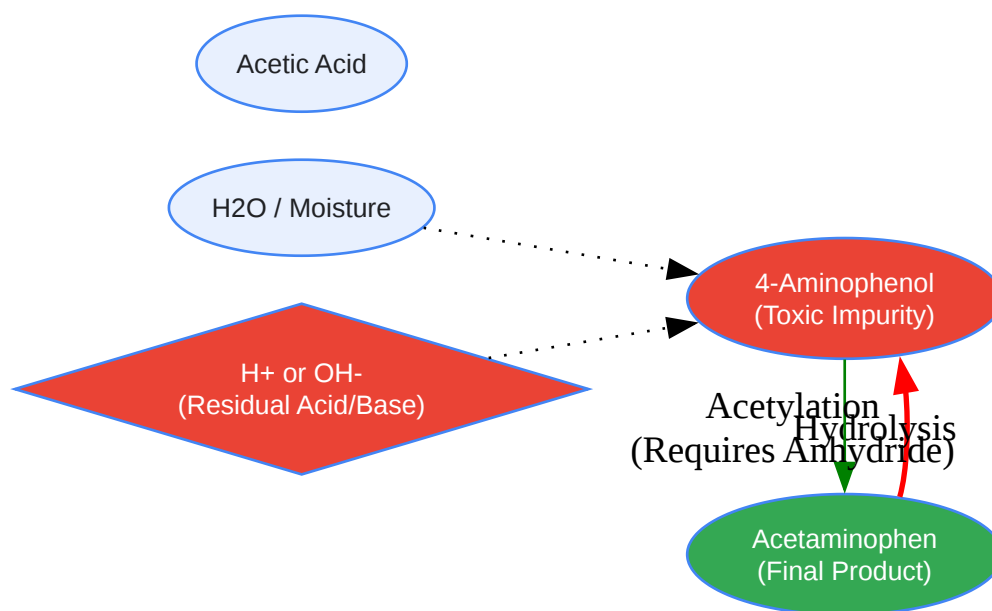 Acetic Acid
H2O / Moisture
4-Aminophenol
(Toxic Impurity)
H+ or OH-
(Residual Acid/Base)
Acetylation
(Requires Anhydride)
Hydrolysis
Acetaminophen
(Final Product)